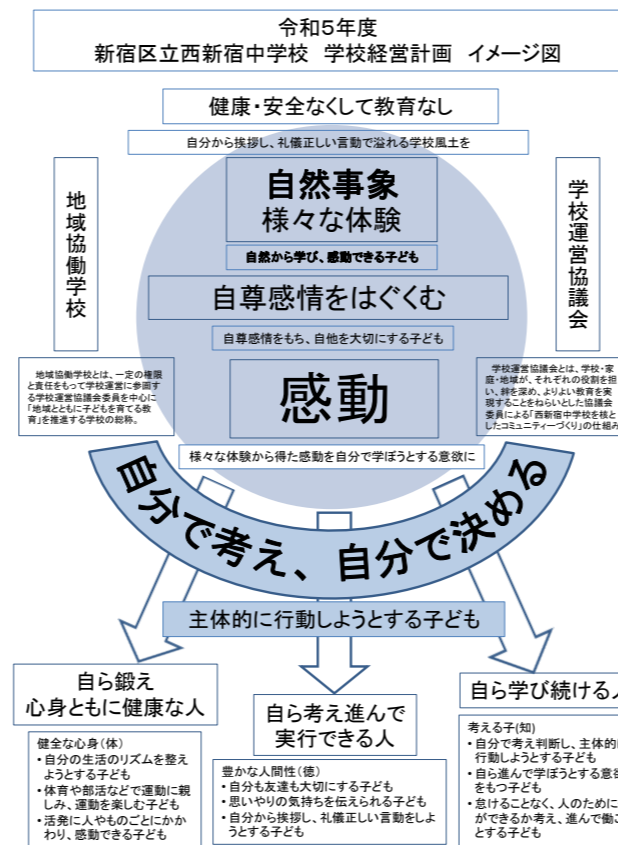 令和5年度
新宿区立西新宿中学校 学校経営計画 イメージ図
健康・安全なくして教育なし
自分から挨拶し、礼儀正しい言動で溢れる学校風土を
地域協働学校
自然事象
様々な体験
学校運営協議会
自然から学び、感動できる子ども
自尊感情をはぐくむ
自尊感情をもち、自他を大切にする子ども
地域協働学校とは、一定の権限
と責任をもって学校運営に参画す
る学校運営協議会委員を中心に
「地域とともに子どもを育てる教
育」を推進する学校の総称。
感動
学校運営協議会とは、学校・家
庭・地域が、それぞれの役割を担
い、絆を深め、よりよい教育を実
現することをねらいとした協議会
委員による「西新宿中学校を核と
したコミュニティーづくり」の仕組み
様々な体験から得た感動を自分で学ぼうとする意欲に
自分で考え、自分で決める
主体的に行動しようとする子ども
自ら鍛え
心身ともに健康な人
健全な心身(体)
・自分の生活のリズムを整え
ようとする子ども
・体育や部活などで運動に親
しみ、運動を楽しむ子ども
・活発に人やものごとにかか
わり、感動できる子ども
自ら考え進んで
実行できる人
豊かな人間性(徳)
・自分も友達も大切にする子ども
・思いやりの気持ちを伝えられる子ども
・自分から挨拶し、礼儀正しい言動をしよ
うとする子ども
自ら学び続ける人
考える子(知)
・自分で考え判断し、主体的に
行動しようとする子ども
・自ら進んで学ぼうとする意欲
をもつ子ども
・怠けることなく、人のために
ができるか考え、進んで働こ
とする子ども